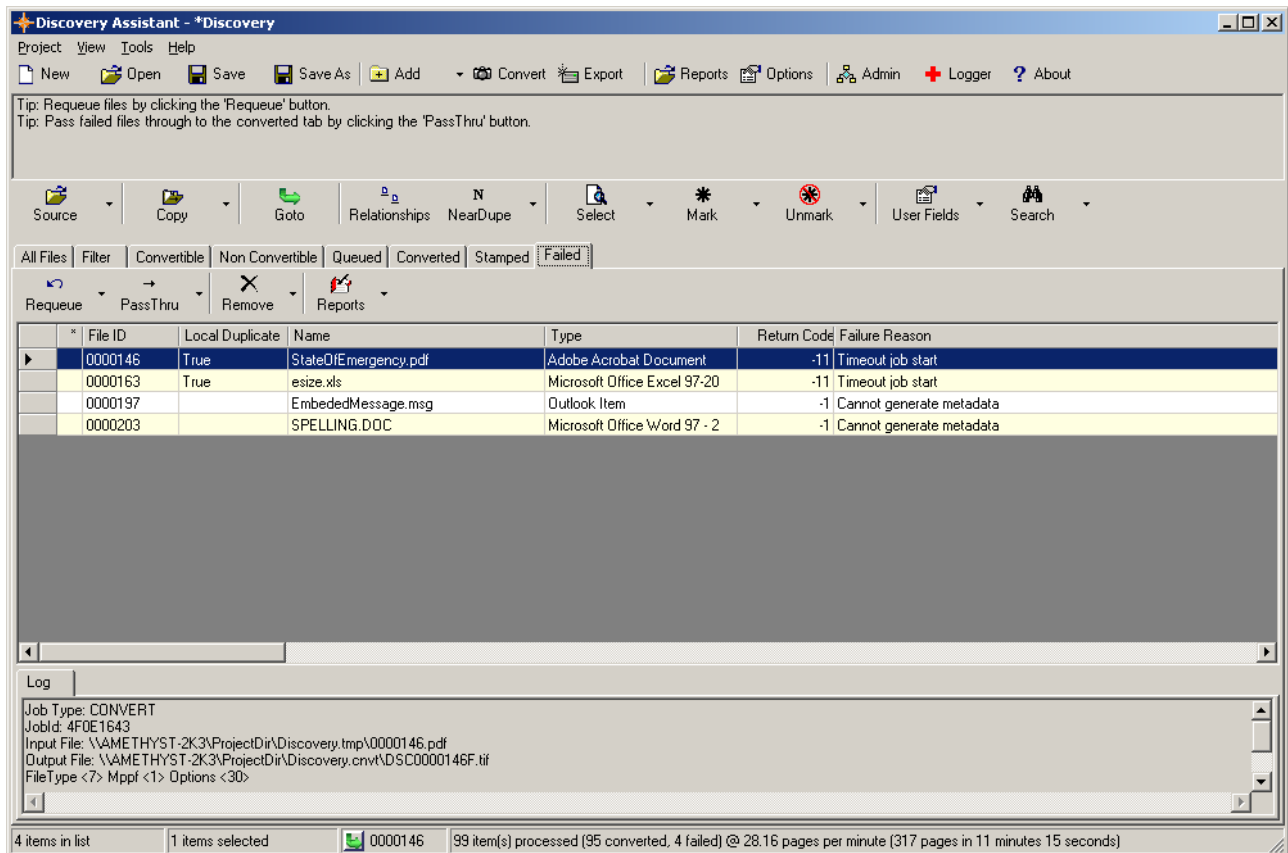 Discovery Assistant - *Discovery
Project View Tools Help
New Open Save Save As Add Convert Export Reports Options Admin Logger ? About
Tip: Requeue files by clicking the 'Requeue' button.
Tip: Pass failed files through to the converted tab by clicking the 'PassThru' button.
Source Copy Goto Relationships NearDupe Select Mark Unmark User Fields Search
All Files Filter Convertible Non Convertible Queued Converted Stamped Failed
Requeue PassThru Remove Reports
* File ID Local Duplicate Name Type Return Code Failure Reason
0000146 True StateOfEmergency.pdf Adobe Acrobat Document -11 Timeout job start
0000163 True esize.xls Microsoft Office Excel 97-20 -11 Timeout job start
0000197 EmbededMessage.msg Outlook Item -1 Cannot generate metadata
0000203 SPELLING.DOC Microsoft Office Word 97 - 2 -1 Cannot generate metadata
Log
Job Type: CONVERT
JobId: 4F0E1643
Input File: \\AMETHYST-2K3\ProjectDir\Discovery.tmp\0000146.pdf
Output File: \\AMETHYST-2K3\ProjectDir\Discovery.cnvt\DSC0000146F.tif
FileType <7> Mppf <1> Options <30>
4 items in list 1 items selected 0000146 99 item(s) processed (95 converted, 4 failed) @ 28.16 pages per minute (317 pages in 11 minutes 15 seconds)